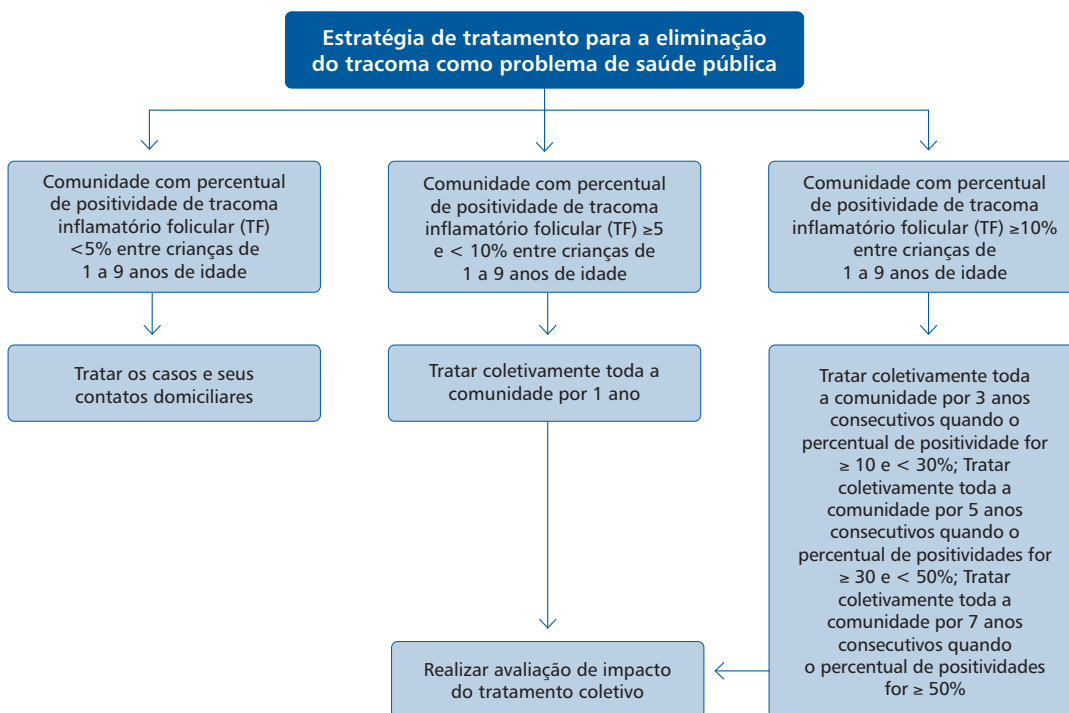 Estratégia de tratamento para a eliminação
do tracoma como problema de saúde pública
Comunidade com percentual
de positividade de tracoma
inflamatório folicular (TF)
<5% entre crianças de
1 a 9 anos de idade
Comunidade com percentual
de positividade de tracoma
inflamatório folicular (TF) ≥5
e < 10% entre crianças de
1 a 9 anos de idade
Comunidade com percentual
de positividade de tracoma
inflamatório folicular (TF) ≥10%
entre crianças de
1 a 9 anos de idade
Tratar os casos e seus
contatos domiciliares
Tratar coletivamente toda a
comunidade por 1 ano
Tratar coletivamente toda
a comunidade por 3 anos
consecutivos quando o
percentual de positividade for
≥ 10 e < 30%; Tratar
coletivamente toda a
comunidade por 5 anos
consecutivos quando o
percentual de positividades for
≥ 30 e < 50%; Tratar
coletivamente toda a
comunidade por 7 anos
consecutivos quando
o percentual de positividades
for ≥ 50%
Realizar avaliação de impacto
do tratamento coletivo